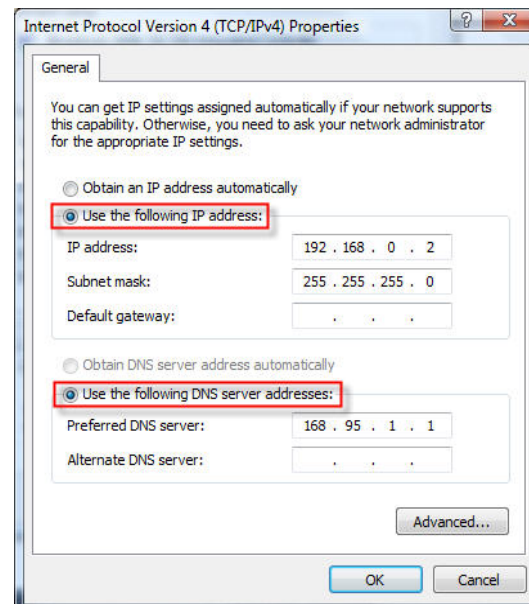 Internet Protocol Version 4 (TCP/IPv4) Properties
General
You can get IP settings assigned automatically if your network supports
this capability. Otherwise, you need to ask your network administrator
for the appropriate IP settings.
Obtain an IP address automatically
Use the following IP address:
IP address: 192 . 168 . 0 . 2
Subnet mask: 255 . 255 . 255 . 0
Default gateway: . . .
Obtain DNS server address automatically
Use the following DNS server addresses:
Preferred DNS server: 168 . 95 . 1 . 1
Alternate DNS server: . . .
Advanced...
OK Cancel